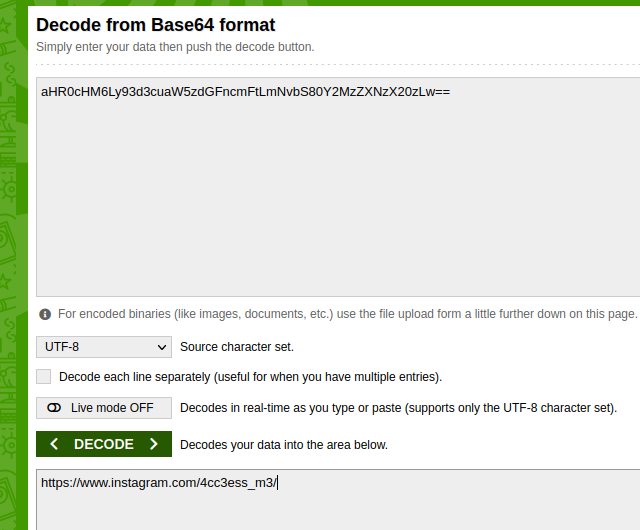 Decode from Base64 format
Simply enter your data then push the decode button.
aHR0cHM6Ly93d3cuaW5zdGFncmFtLmNvbS80Y2MzZXNzX20zLw==
For encoded binaries (like images, documents, etc.) use the file upload form a little further down on this page.
UTF-8 Source character set.
Decode each line separately (useful for when you have multiple entries).
Live mode OFF Decodes in real-time as you type or paste (supports only the UTF-8 character set).
< DECODE > Decodes your data into the area below.
https://www.instagram.com/4cc3ess_m3/